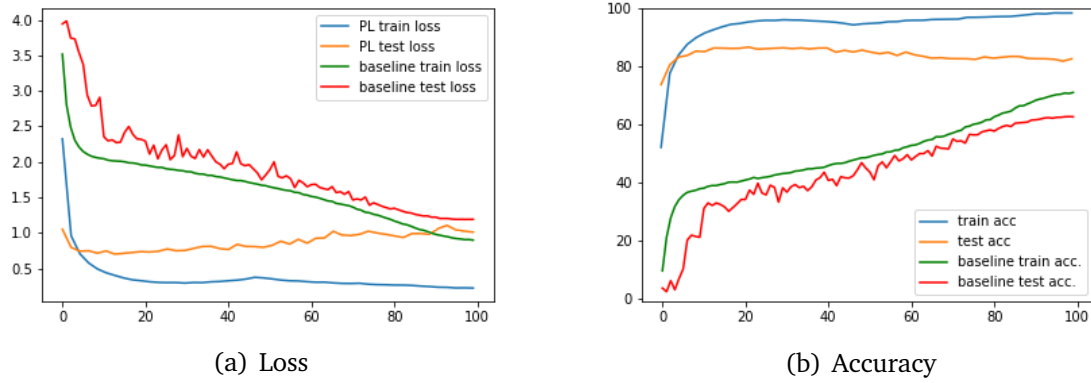 4.0
3.5
3.0
2.5
2.0
1.5
1.0
0.5
0 20 40 60 80 100
PL train loss
PL test loss
baseline train loss
baseline test loss
(a) Loss
100
80
60
40
20
0
0 20 40 60 80 100
train acc
test acc
baseline train acc.
baseline test acc.
(b) Accuracy